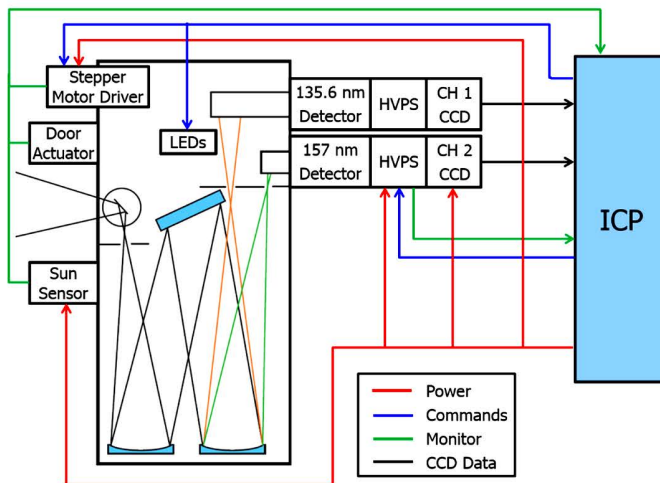 Stepper
Motor Driver
Door
Actuator
Sun
Sensor
LEDs
135.6 nm
Detector
HVPS
CH 1
CCD
157 nm
Detector
HVPS
CH 2
CCD
ICP
Power
Commands
Monitor
CCD Data